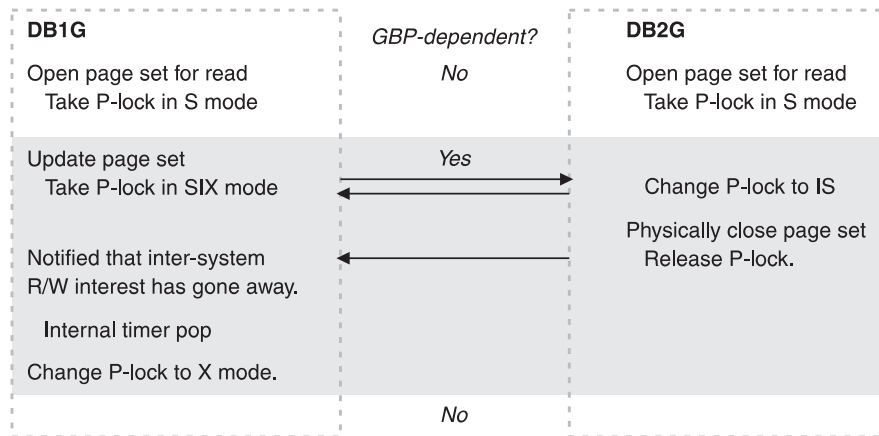 DB1G
GBP-dependent?
DB2G
Open page set for read
Take P-lock in S mode
No
Open page set for read
Take P-lock in S mode
Update page set
Take P-lock in SIX mode
Yes
Change P-lock to IS
Physically close page set
Release P-lock.
Notified that inter-system
R/W interest has gone away.
Internal timer pop
Change P-lock to X mode.
No